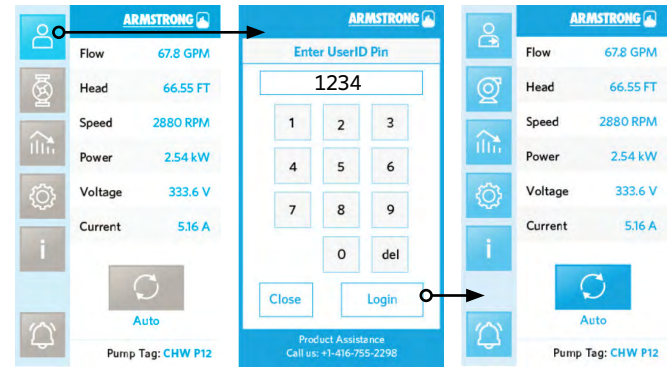 ARMSTRONG
Flow 67.8 GPM
Head 66.55 FT
Speed 2880 RPM
Power 2.54 kW
Voltage 333.6 V
Current 5.16 A
i
Auto
Pump Tag: CHW P12
ARMSTRONG
Enter UserID Pin
1234
1 2 3
4 5 6
7 8 9
0 del
Close Login
Product Assistance
Call us: +1-416-755-2298
ARMSTRONG
Flow 67.8 GPM
Head 66.55 FT
Speed 2880 RPM
Power 2.54 kW
Voltage 333.6 V
Current 5.16 A
i
Auto
Pump Tag: CHW P12